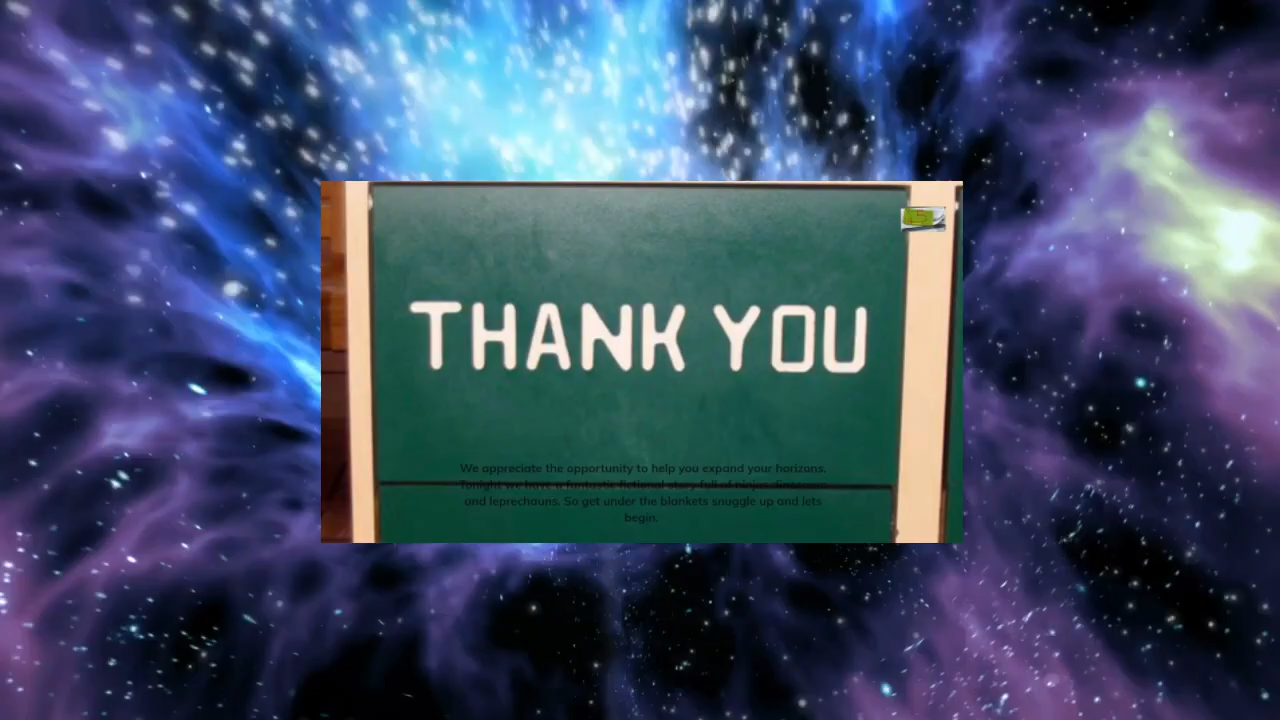 THANK YOU
We appreciate the opportunity to help you expand your horizons.
Tonight we have a fantastic fictional story full of ninjas, dinosaurs
and leprechauns. So get under the blankets snuggle up and lets
begin.